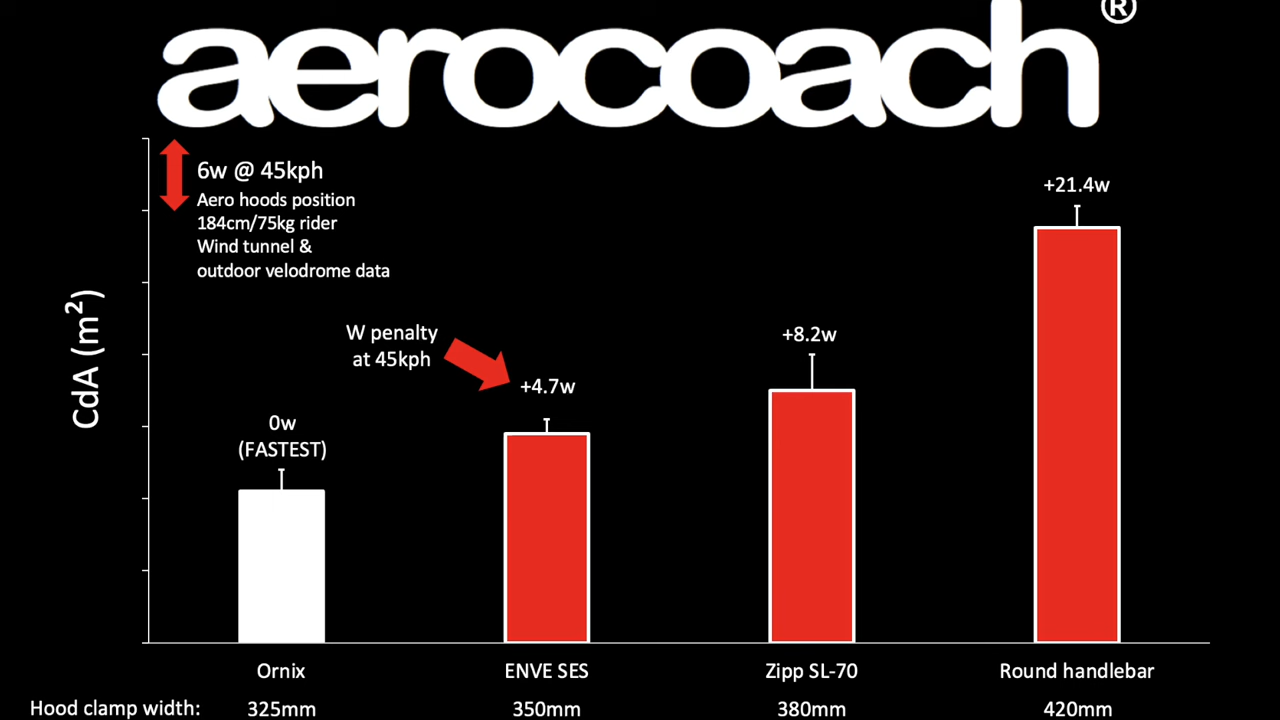 aerocoach®
6w @ 45kph
Aero hoods position
184cm/75kg rider
Wind tunnel &
outdoor velodrome data
CdA (m²)
W penalty
at 45kph
0w
(FASTEST)
+4.7w
+8.2w
+21.4w
Ornix ENVE SES Zipp SL-70 Round handlebar
Hood clamp width: 325mm 350mm 380mm 420mm